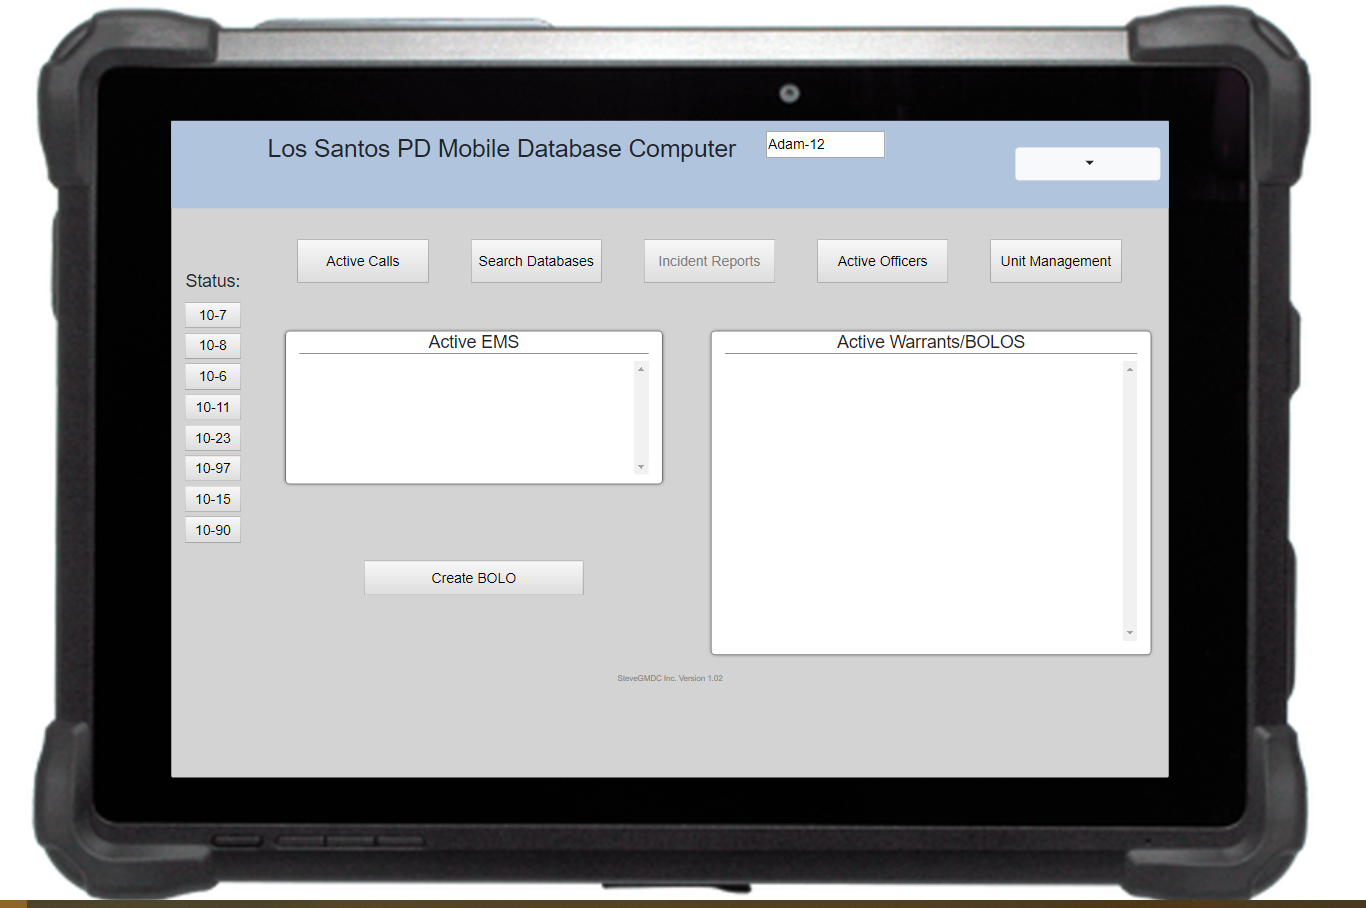 Los Santos PD Mobile Database Computer
Adam-12
Active Calls
Search Databases
Incident Reports
Active Officers
Unit Management
Status:
10-7
10-8
10-6
10-11
10-23
10-97
10-15
10-90
Active EMS
Active Warrants/BOLOS
Create BOLO
SteveGMDC Inc. Version 1.02